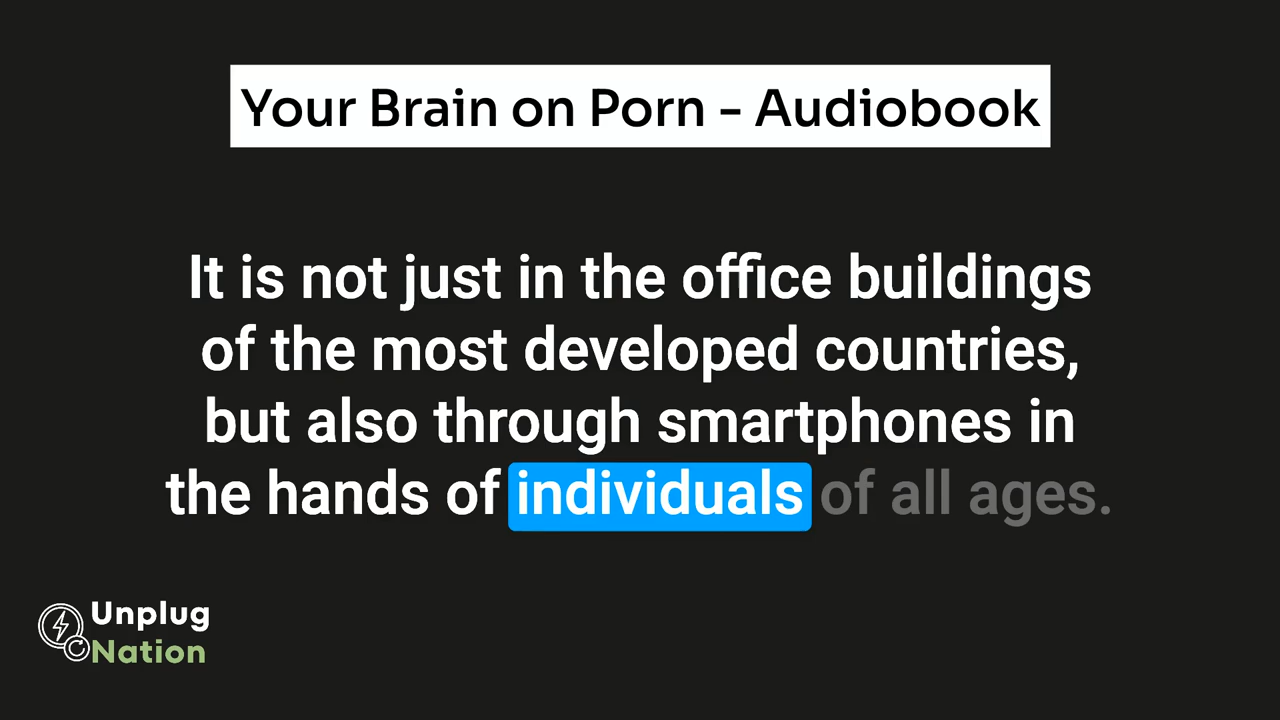 Your Brain on Porn - Audiobook
It is not just in the office buildings
of the most developed countries,
but also through smartphones in
the hands of individuals of all ages.
Unplug
Nation